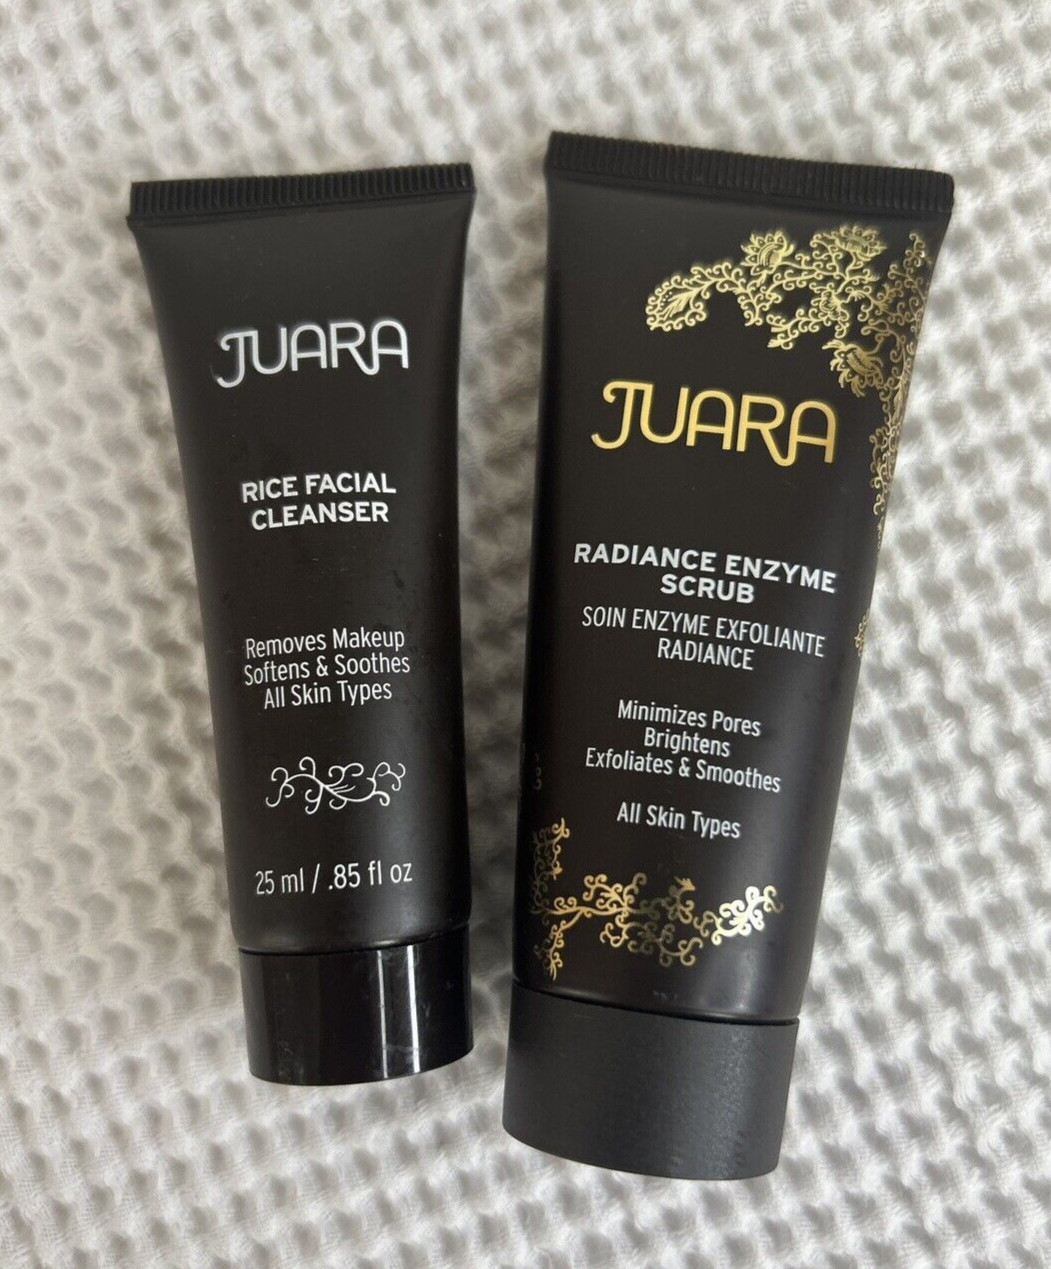 JUARA
RICE FACIAL
CLEANSER
Removes Makeup
Softens & Soothes
All Skin Types
25 ml / .85 fl oz
JUARA
RADIANCE ENZYME
SCRUB
SOIN ENZYME EXFOLIANTE
RADIANCE
Minimizes Pores
Brightens
Exfoliates & Smoothes
All Skin Types